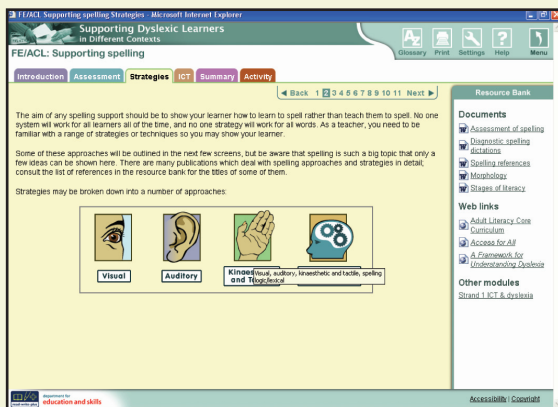 FE/ACL Supporting spelling Strategies - Microsoft Internet Explorer
Supporting Dyslexic Learners
in Different Contexts
Glossary Print Settings Help Menu
FE/ACL: Supporting spelling
Introduction Assessment Strategies ICT Summary Activity
Back 1 2 3 4 5 6 7 8 9 10 11 Next
The aim of any spelling support should be to show your learner how to learn to spell rather than teach them to spell. No one
system will work for all learners all of the time, and no one strategy will work for all words. As a teacher, you need to be
familiar with a range of strategies or techniques so you may show your learner.
Some of these approaches will be outlined in the next few screens, but be aware that spelling is such a big topic that only a
few ideas can be shown here. There are many publications which deal with spelling approaches and strategies in detail;
consult the list of references in the resource bank for the titles of some of them.
Strategies may be broken down into a number of approaches:
Visual
Auditory
Visual, auditory, kinaesthetic and tactile, spelling
logic/lexical
Resource Bank
Documents
Assessment of spelling
Diagnostic spelling
dictations
Spelling references
Morphology
Stages of literacy
Web links
Adult Literacy Core
Curriculum
Access for All
A Framework for
Understanding Dyslexia
Other modules
Strand 1 ICT & dyslexia
read write plus
department for
education and skills
Accessibility | Copyright